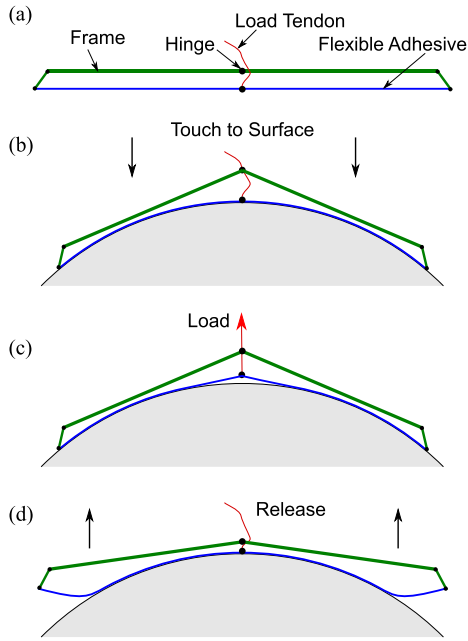 (a)
Load Tendon
Frame
Hinge
Flexible Adhesive
(b)
Touch to Surface
(c)
Load
(d)
Release